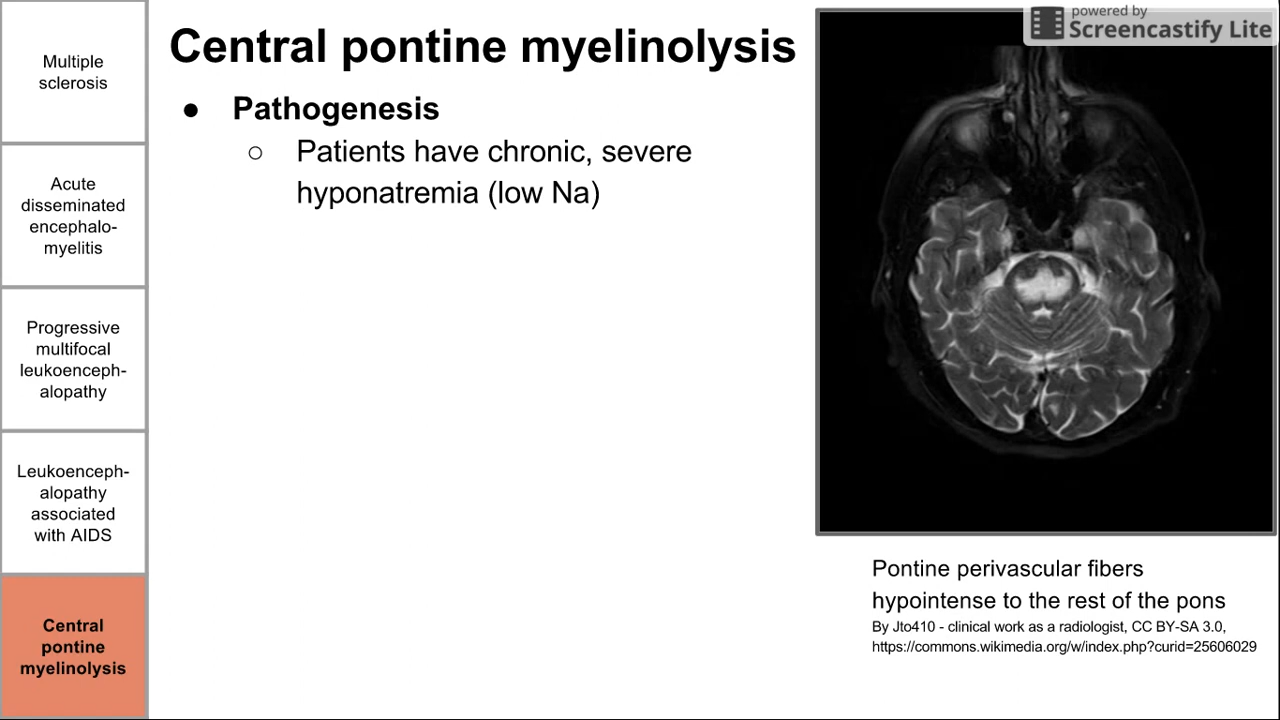 Multiple
sclerosis
Acute
disseminated
encephalo-
myelitis
Progressive
multifocal
leukoenceph-
alopathy
Leukoenceph-
alopathy
associated
with AIDS
Central
pontine
myelinolysis
Central pontine myelinolysis
● Pathogenesis
○ Patients have chronic, severe
hyponatremia (low Na)
powered by
Screencastify Lite
Pontine perivascular fibers
hypointense to the rest of the pons
By Jto410 - clinical work as a radiologist, CC BY-SA 3.0,
https://commons.wikimedia.org/w/index.php?curid=25606029